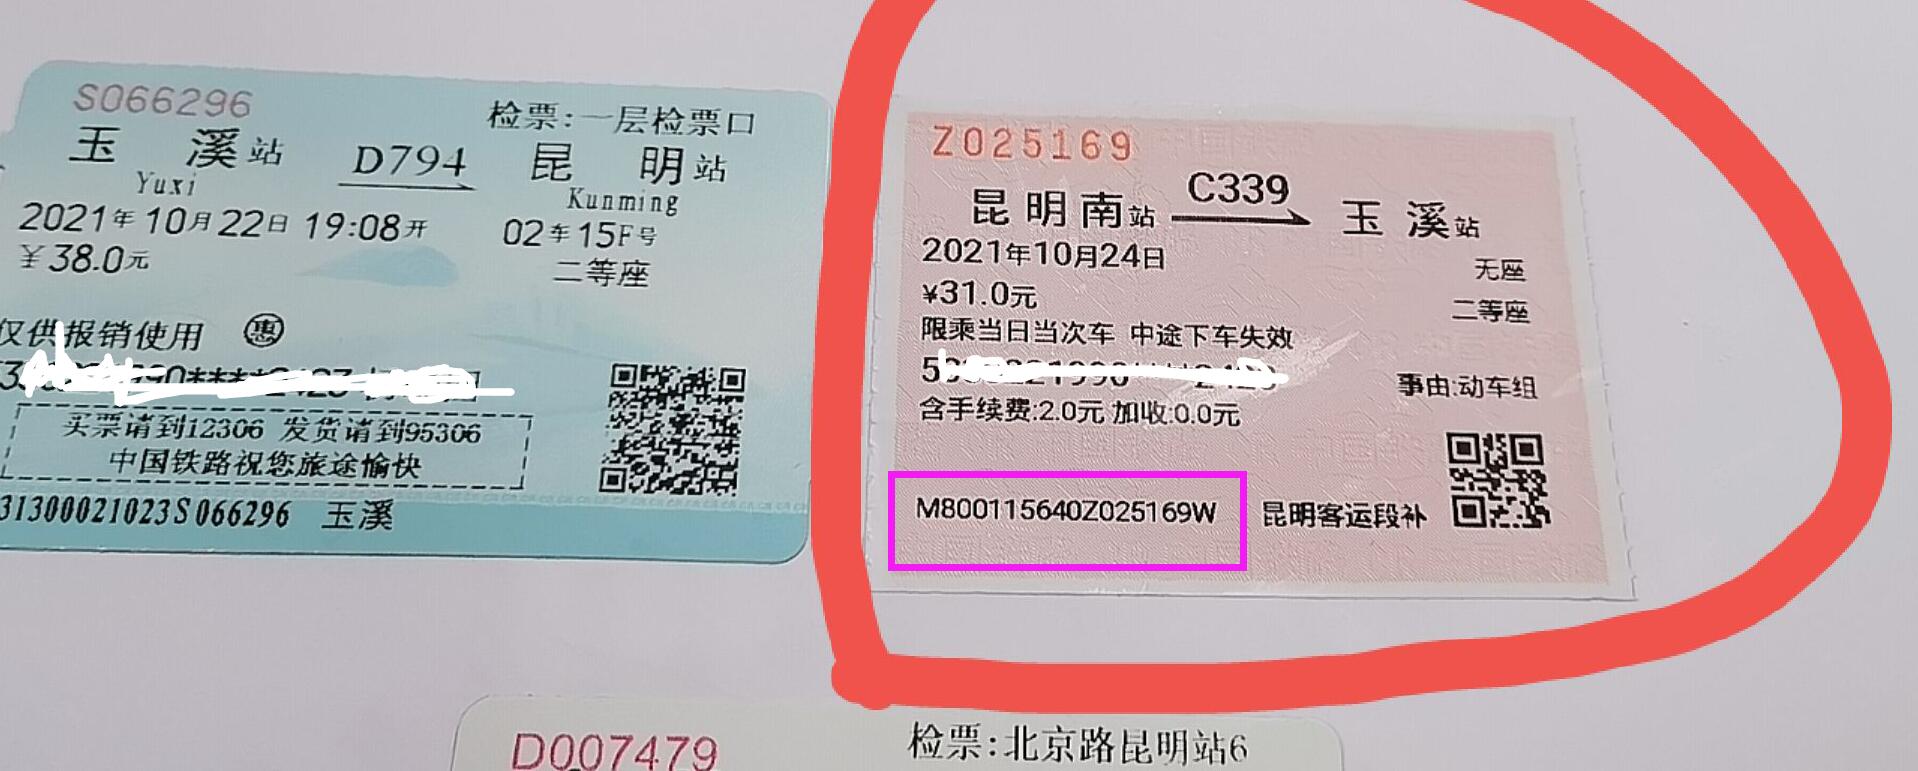 S066296
检票:一层检票口
玉 溪站 D794 昆 明站
Yuxi Kunming
2021年10月22日 19:08开 02车15F号
¥38.0元 二等座
仅供报销使用 惠
买票请到12306 发货请到95306
中国铁路祝您旅途愉快
31300021023S066296 玉溪
Z025169
昆明南站 C339 玉溪站
2021年10月24日 无座
¥31.0元 二等座
限乘当日当次车 中途下车失效
事由:动车组
含手续费:2.0元 加收:0.0元
M800115640Z025169W 昆明客运段补
D007479 检票:北京路昆明站6